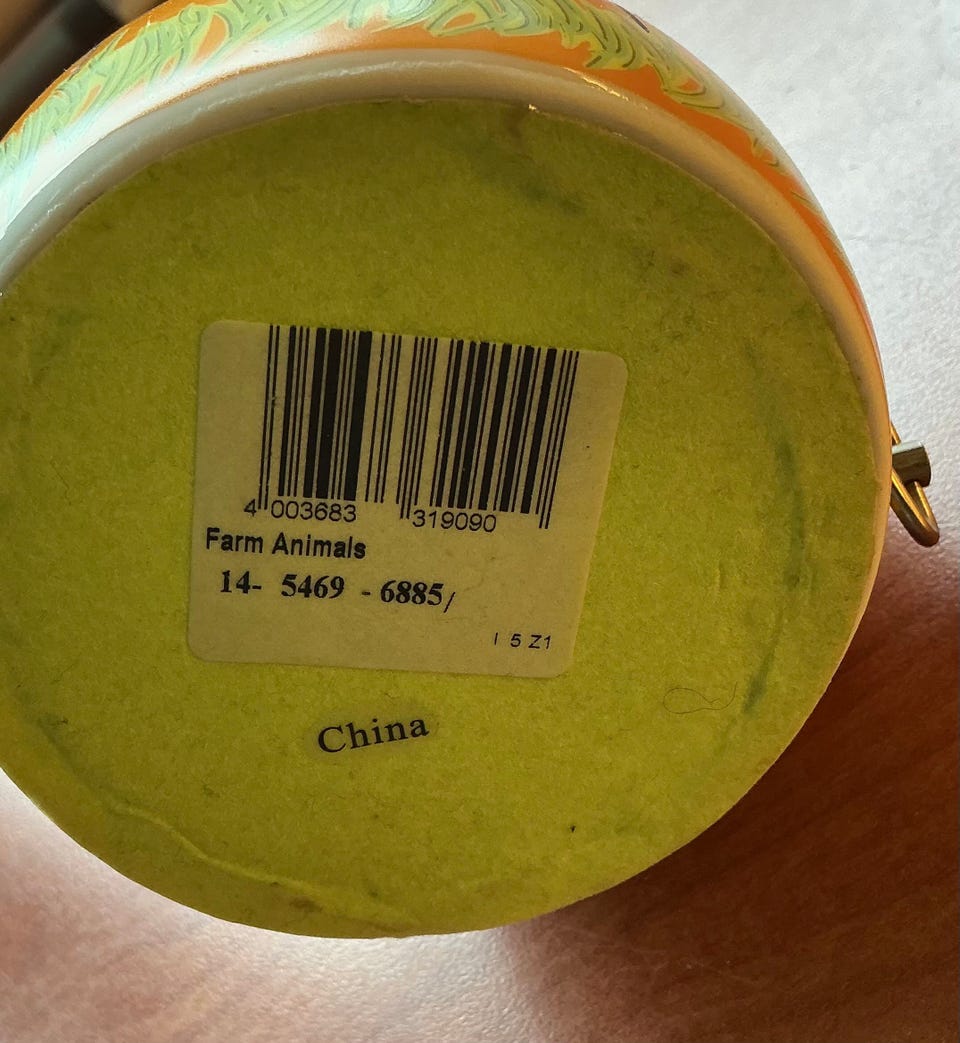 4 003683 319090
Farm Animals
14- 5469 - 6885/
I 5 Z1
China